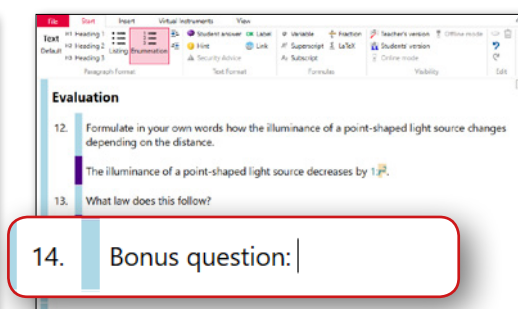 File Start Insert Virtual Instruments View
Text H1 Heading 1 Student answer Label Variable Fraction Teacher's version Offline mode
Default H2 Heading 2 Listing Enumeration Hint Link Superscript LaTeX Students' version
H3 Heading 3 Security Advice Subscript Online mode
Paragraph Format Text Format Formulas Visibility Edit
Evaluation
12. Formulate in your own words how the illuminance of a point-shaped light source changes
depending on the distance.
The illuminance of a point-shaped light source decreases by
13. What law does this follow?
14. Bonus question: